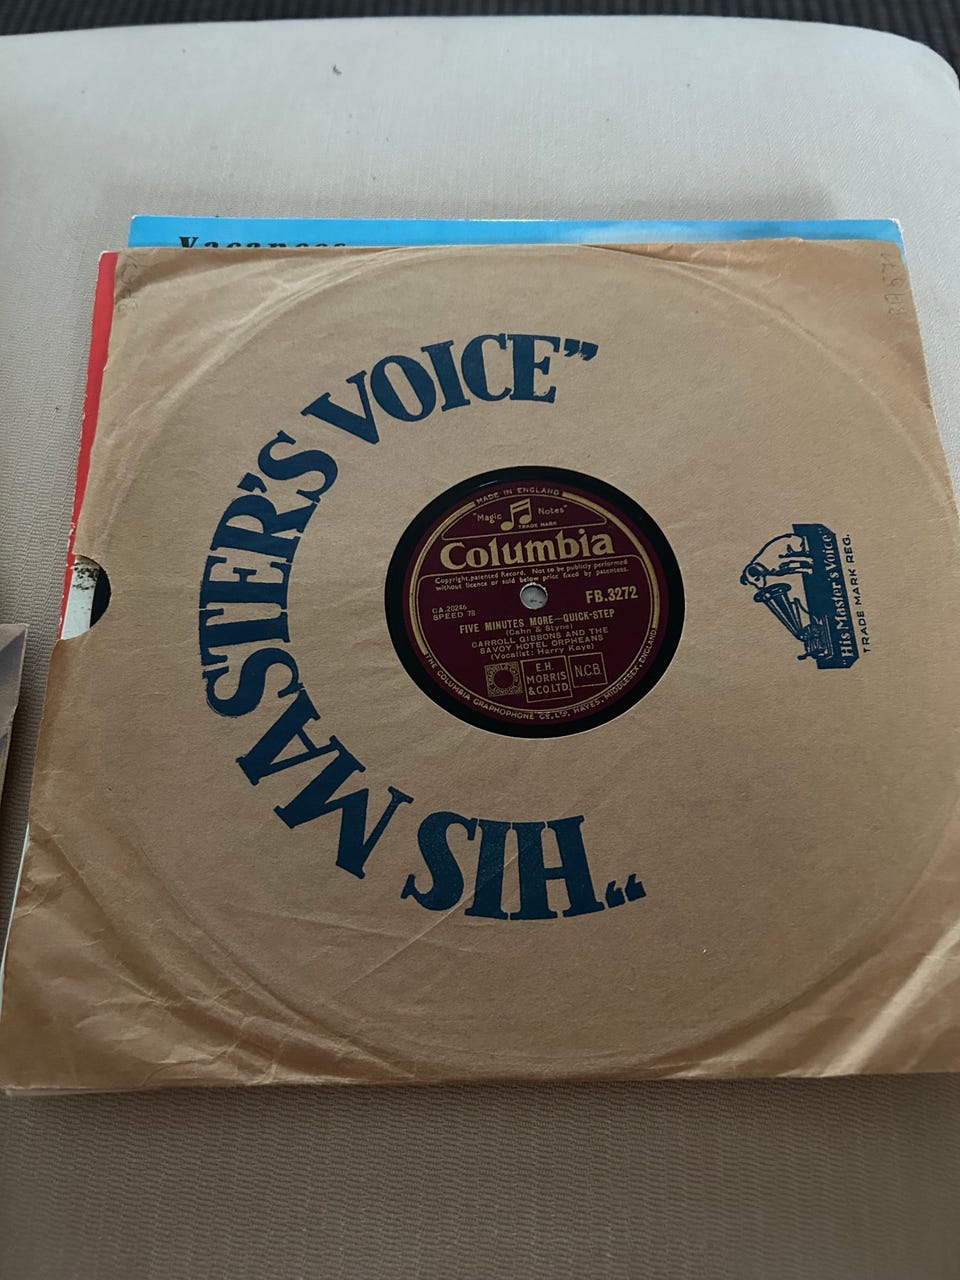 Vacances
"HIS MASTER'S VOICE"
MADE IN ENGLAND
"Magic Notes"
TRADE MARK
Columbia
Copyright, patented Record. Not to be publicly performed
without licence or sold below price fixed by patentees.
CA.20246
SPEED 78
FB.3272
FIVE MINUTES MORE—QUICK-STEP
(Cahn & Styne)
CARROLL GIBBONS AND THE
SAVOY HOTEL ORPHEANS
(Vocalist: Harry Kaye)
E.H.
MORRIS
& CO. LTD
N.C.B.
THE COLUMBIA GRAPHOPHONE CO., LTD., HAYES, MIDDLESEX, ENGLAND
"His Master's Voice"
TRADE MARK REG.